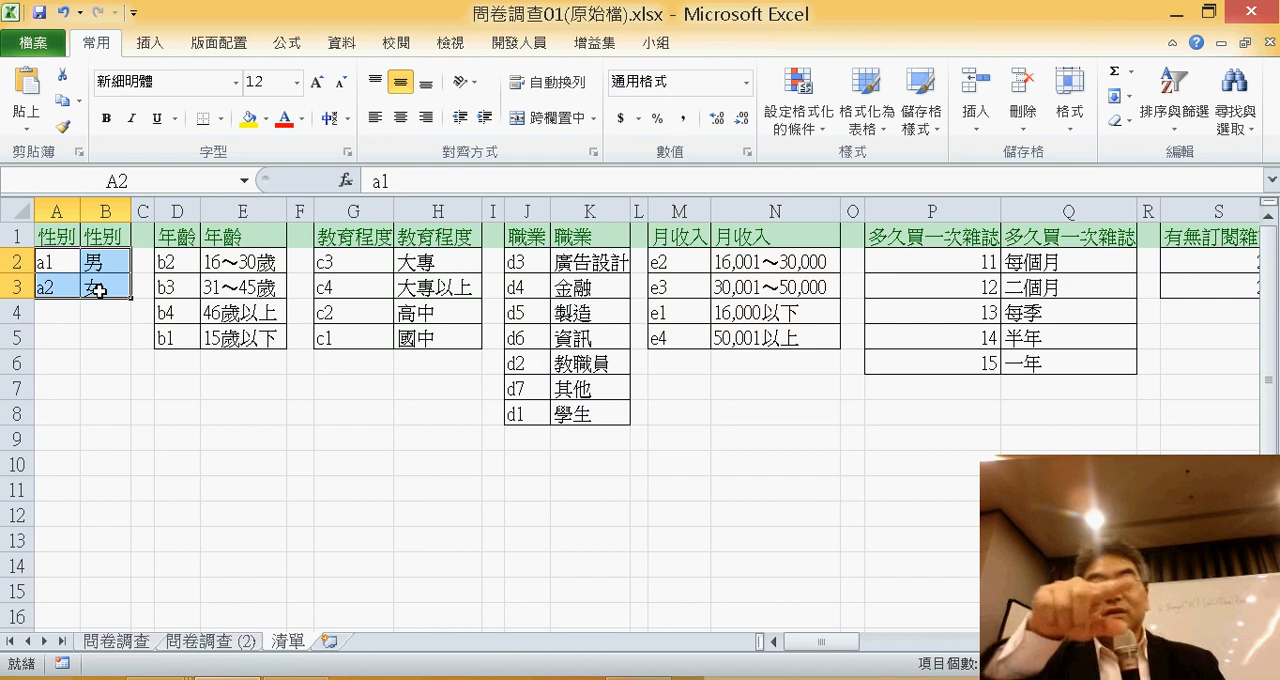 問卷調查01(原始檔).xlsx - Microsoft Excel
檔案 常用 插入 版面配置 公式 資料 校閱 檢視 開發人員 增益集 小組
新細明體 12 自動換列 通用格式
貼上 B I U A 跨欄置中 $ % , 設定格式化的條件 格式化為表格 儲存格樣式 插入 刪除 格式 Σ 排序與篩選 尋找與選取
剪貼簿 字型 對齊方式 數值 樣式 儲存格 編輯
A2 fx a1
A B C D E F G H I J K L M N O P Q R S
1 性別 性別 年齡 年齡 教育程度 教育程度 職業 職業 月收入 月收入 多久買一次雜誌 多久買一次雜誌 有無訂閱雜
2 a1 男 b2 16～30歲 c3 大專 d3 廣告設計 e2 16,001～30,000 11 每個月 2
3 a2 女 b3 31～45歲 c4 大專以上 d4 金融 e3 30,001～50,000 12 二個月 2
4 b4 46歲以上 c2 高中 d5 製造 e1 16,000以下 13 每季
5 b1 15歲以下 c1 國中 d6 資訊 e4 50,001以上 14 半年
6 d2 教職員 15 一年
7 d7 其他
8 d1 學生
9
10
11
12
13
14
15
16
問卷調查 問卷調查 (2) 清單
就緒 項目個數: